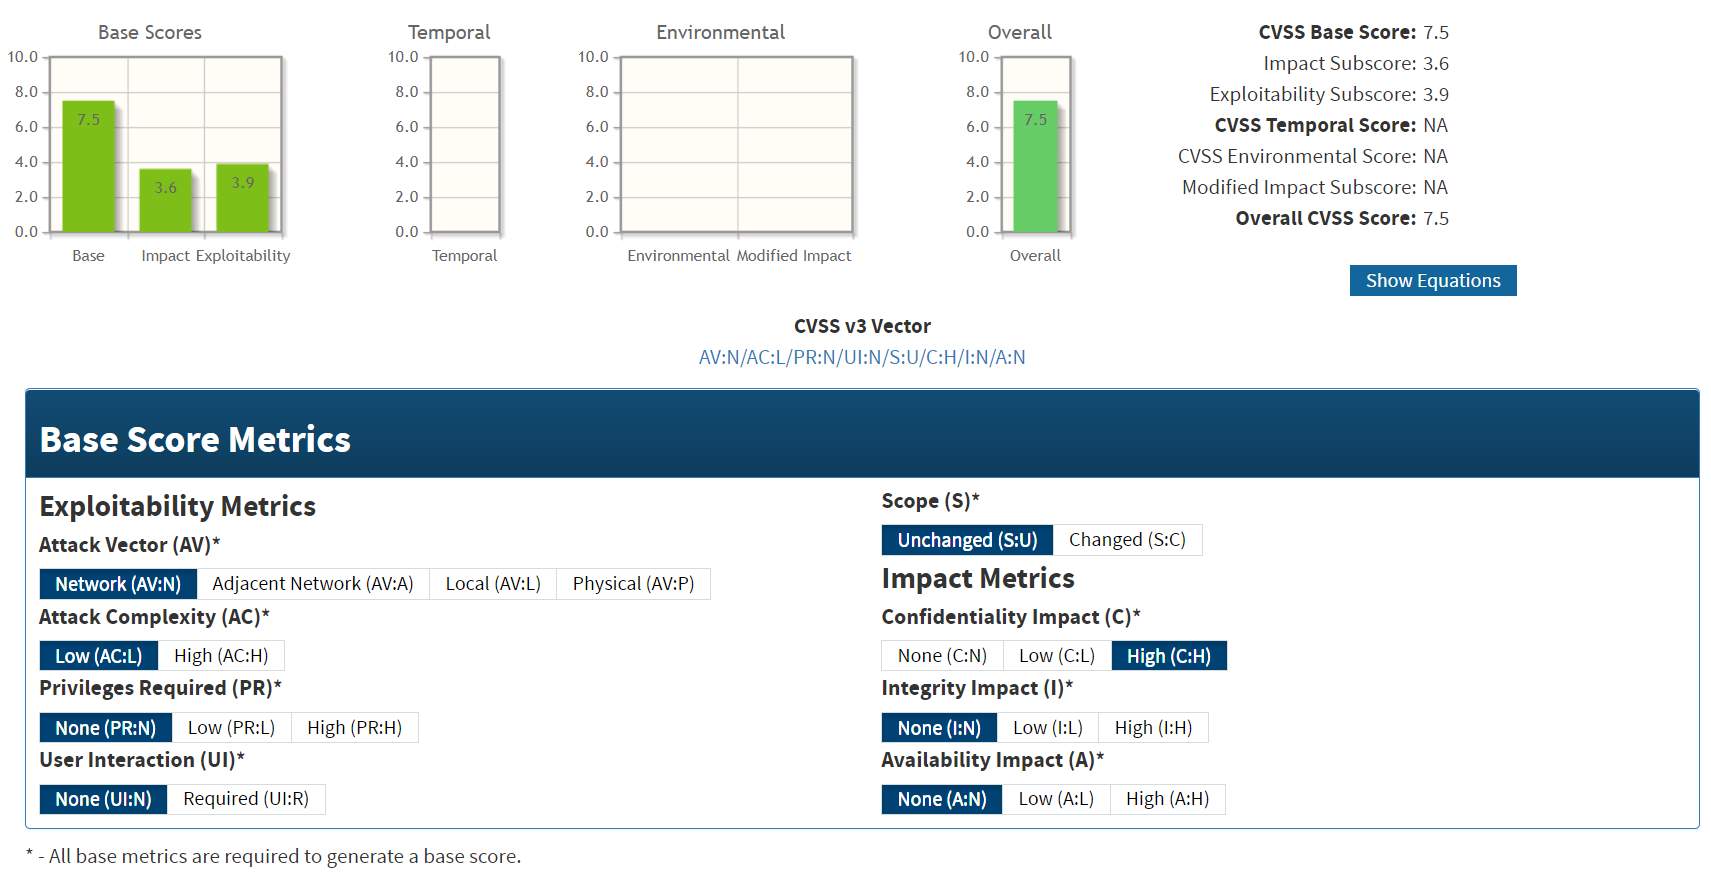 Base Scores
10.0
8.0
6.0
4.0
2.0
0.0
7.5
3.6
3.9
Base Impact Exploitability
Temporal
10.0
8.0
6.0
4.0
2.0
0.0
Temporal
Environmental
10.0
8.0
6.0
4.0
2.0
0.0
Environmental Modified Impact
Overall
10.0
8.0
6.0
4.0
2.0
0.0
7.5
Overall
CVSS Base Score: 7.5
Impact Subscore: 3.6
Exploitability Subscore: 3.9
CVSS Temporal Score: NA
CVSS Environmental Score: NA
Modified Impact Subscore: NA
Overall CVSS Score: 7.5
Show Equations
CVSS v3 Vector
AV:N/AC:L/PR:N/UI:N/S:U/C:H/I:N/A:N
Base Score Metrics
Exploitability Metrics
Attack Vector (AV)*
Network (AV:N) Adjacent Network (AV:A) Local (AV:L) Physical (AV:P)
Attack Complexity (AC)*
Low (AC:L) High (AC:H)
Privileges Required (PR)*
None (PR:N) Low (PR:L) High (PR:H)
User Interaction (UI)*
None (UI:N) Required (UI:R)
Scope (S)*
Unchanged (S:U) Changed (S:C)
Impact Metrics
Confidentiality Impact (C)*
None (C:N) Low (C:L) High (C:H)
Integrity Impact (I)*
None (I:N) Low (I:L) High (I:H)
Availability Impact (A)*
None (A:N) Low (A:L) High (A:H)
* - All base metrics are required to generate a base score.